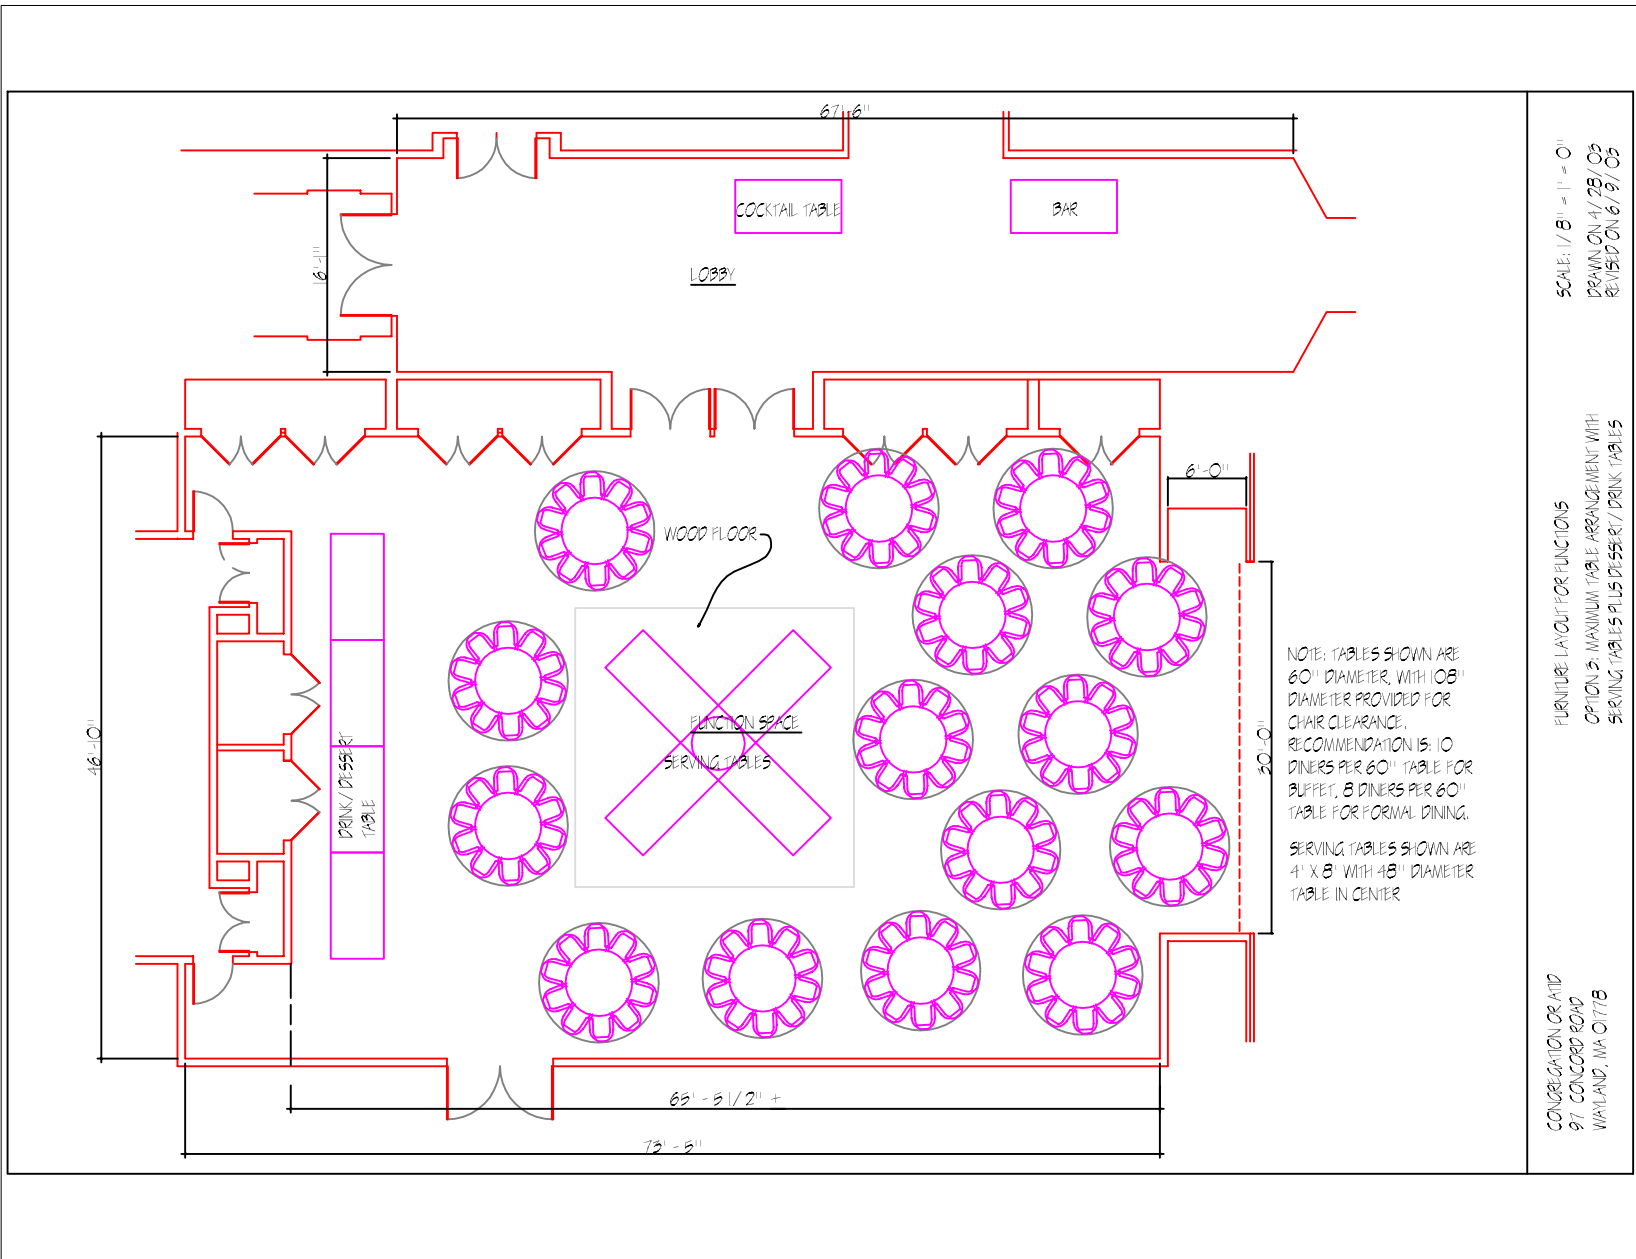 67'-6"
COCKTAIL TABLE
BAR
16'-1"
LOBBY
6'-0"
WOOD FLOOR
FUNCTION SPACE
SERVING TABLES
DRINK/DESSERT
TABLE
46'-10"
30'-0"
65'-5 1/2" +
73'-5"
NOTE: TABLES SHOWN ARE
60" DIAMETER, WITH 108"
DIAMETER PROVIDED FOR
CHAIR CLEARANCE.
RECOMMENDATION IS: 10
DINERS PER 60" TABLE FOR
BUFFET, 8 DINERS PER 60"
TABLE FOR FORMAL DINING.
SERVING TABLES SHOWN ARE
4' X 8' WITH 48" DIAMETER
TABLE IN CENTER
SCALE: 1/8" = 1' = 0"
DRAWN ON 4/28/03
REVISED ON 6/9/03
FURNITURE LAYOUT FOR FUNCTIONS
OPTION 3: MAXIMUM TABLE ARRANGEMENT WITH
SERVING TABLES PLUS DESSERT/DRINK TABLES
CONGREGATION OR ATID
97 CONCORD ROAD
WAYLAND, MA 01778